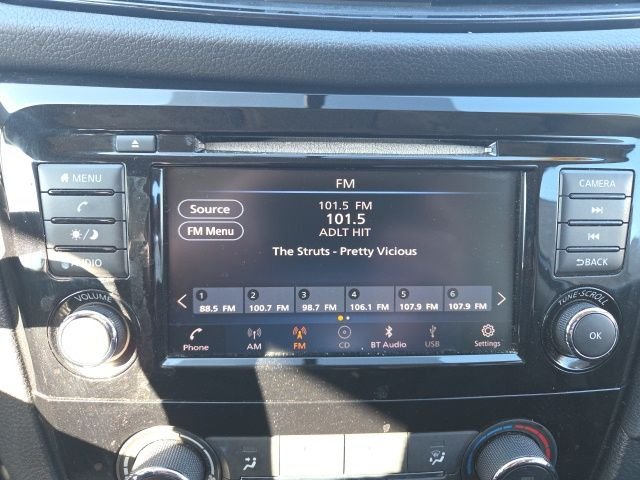 MENU
CAMERA
AUDIO
BACK
VOLUME
TUNE·SCROLL
OK
FM
Source
FM Menu
101.5 FM
101.5
ADLT HIT
The Struts - Pretty Vicious
1 2 3 4 5 6
88.5 FM 100.7 FM 98.7 FM 106.1 FM 107.9 FM 107.9 FM
Phone AM FM CD BT Audio USB Settings